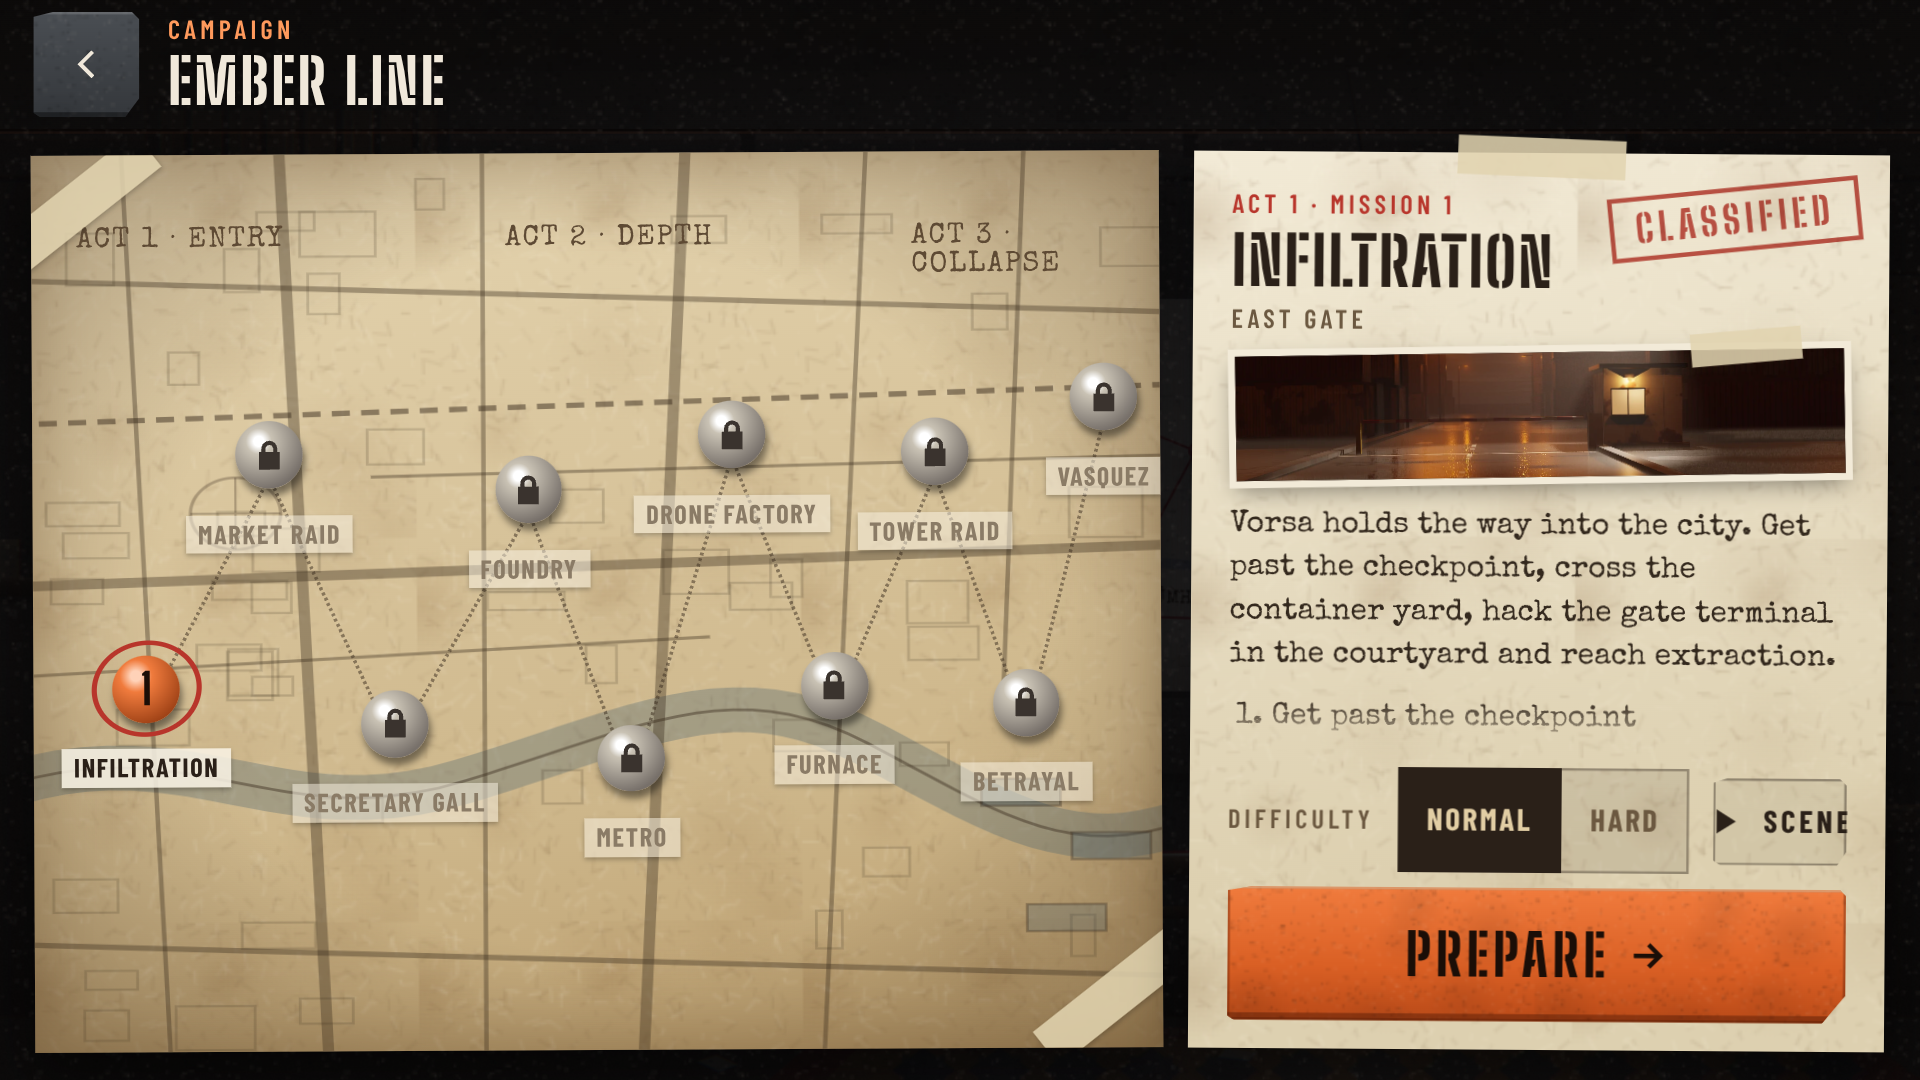 CAMPAIGN
EMBER LINE
ACT 1 · ENTRY
ACT 2 · DEPTH
ACT 3 ·
COLLAPSE
VASQUEZ
MARKET RAID
DRONE FACTORY
TOWER RAID
FOUNDRY
1
INFILTRATION
SECRETARY GALL
METRO
FURNACE
BETRAYAL
ACT 1 · MISSION 1
CLASSIFIED
INFILTRATION
EAST GATE
Vorsa holds the way into the city. Get
past the checkpoint, cross the
container yard, hack the gate terminal
in the courtyard and reach extraction.
1. Get past the checkpoint
DIFFICULTY
NORMAL
HARD
SCENE
PREPARE →